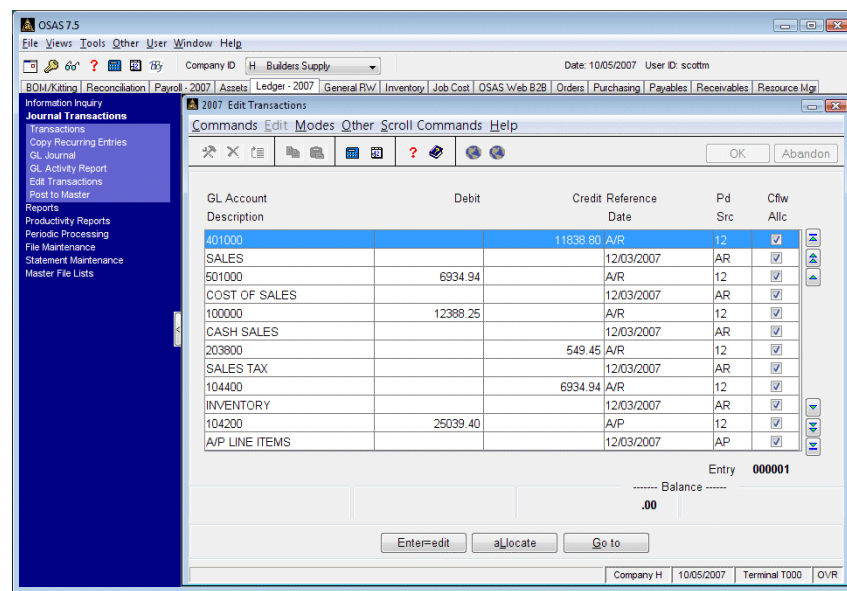 OSAS 7.5
File Views Tools Other User Window Help
Company ID H Builders Supply Date: 10/05/2007 User ID: scottm
BOM/Kitting Reconciliation Payroll - 2007 Assets Ledger - 2007 General RW Inventory Job Cost OSAS Web B2B Orders Purchasing Payables Receivables Resource Mgr
Information Inquiry
Journal Transactions
Transactions
Copy Recurring Entries
GL Journal
GL Activity Report
Edit Transactions
Post to Master
Reports
Productivity Reports
Periodic Processing
File Maintenance
Statement Maintenance
Master File Lists
2007 Edit Transactions
Commands Edit Modes Other Scroll Commands Help
OK Abandon
GL Account Debit Credit Reference Pd Cflw
Description Date Src Allc
401000 11838.80 A/R 12
SALES 12/03/2007 AR
501000 6934.94 A/R 12
COST OF SALES 12/03/2007 AR
100000 12388.25 A/R 12
CASH SALES 12/03/2007 AR
203800 549.45 A/R 12
SALES TAX 12/03/2007 AR
104400 6934.94 A/R 12
INVENTORY 12/03/2007 AR
104200 25039.40 A/P 12
A/P LINE ITEMS 12/03/2007 AP
Entry 000001
------- Balance ------
.00
Enter=edit aLlocate Go to
Company H 10/05/2007 Terminal T000 OVR